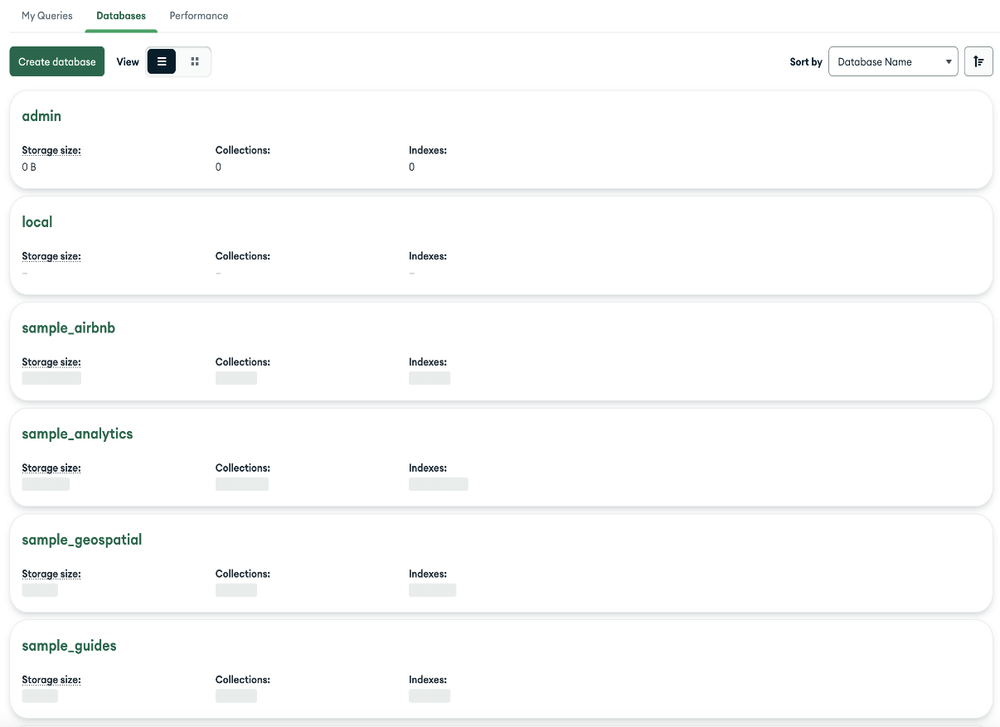 My Queries Databases Performance
Create database View Sort by Database Name
admin
Storage size: Collections: Indexes:
0 B 0 0
local
Storage size: Collections: Indexes:
– – –
sample_airbnb
Storage size: Collections: Indexes:
sample_analytics
Storage size: Collections: Indexes:
sample_geospatial
Storage size: Collections: Indexes:
sample_guides
Storage size: Collections: Indexes: